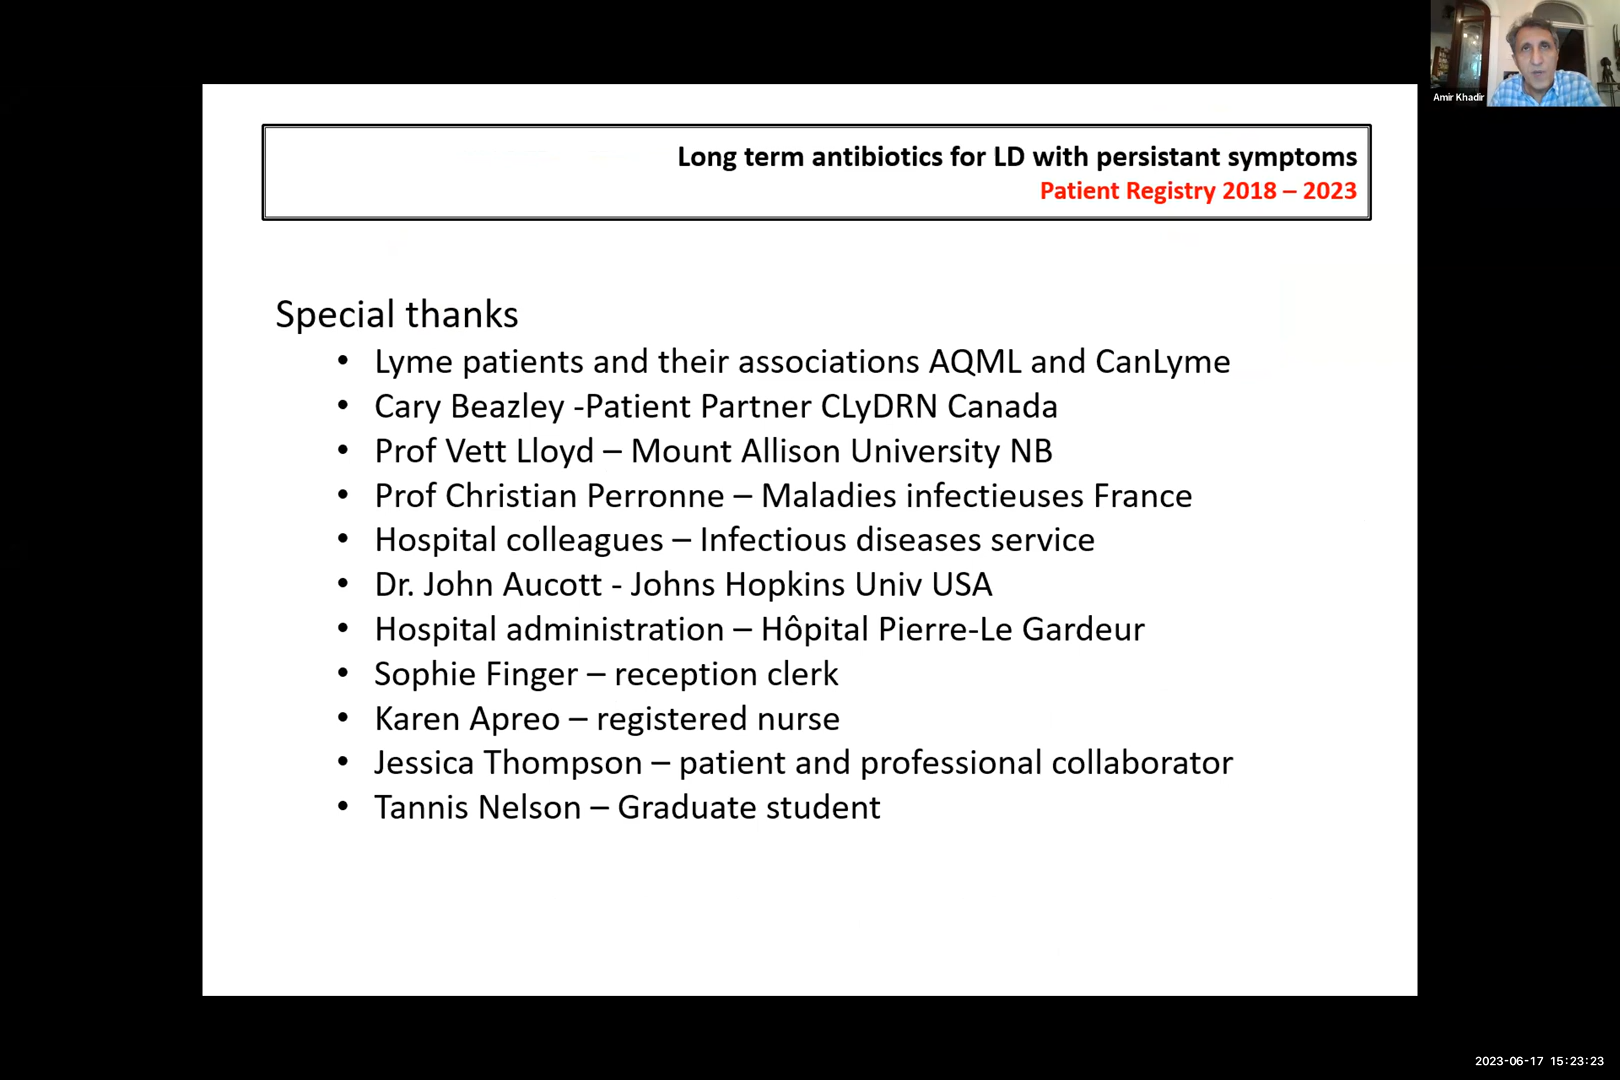 Amir Khadir
Long term antibiotics for LD with persistant symptoms
Patient Registry 2018 – 2023
Special thanks
• Lyme patients and their associations AQML and CanLyme
• Cary Beazley -Patient Partner CLyDRN Canada
• Prof Vett Lloyd – Mount Allison University NB
• Prof Christian Perronne – Maladies infectieuses France
• Hospital colleagues – Infectious diseases service
• Dr. John Aucott - Johns Hopkins Univ USA
• Hospital administration – Hôpital Pierre-Le Gardeur
• Sophie Finger – reception clerk
• Karen Apreo – registered nurse
• Jessica Thompson – patient and professional collaborator
• Tannis Nelson – Graduate student
2023-06-17 15:23:23